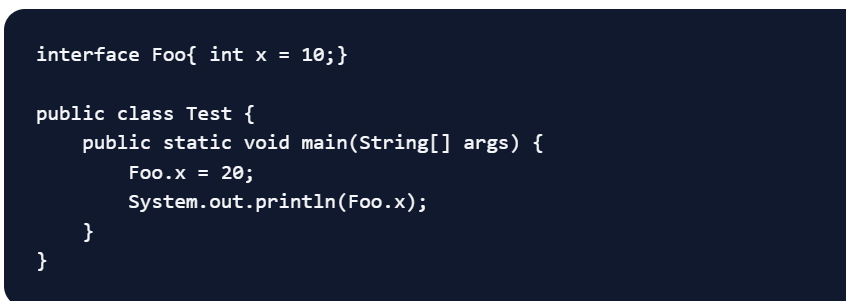 interface Foo{ int x = 10;}
public class Test {
    public static void main(String[] args) {
        Foo.x = 20;
        System.out.println(Foo.x);
    }
}